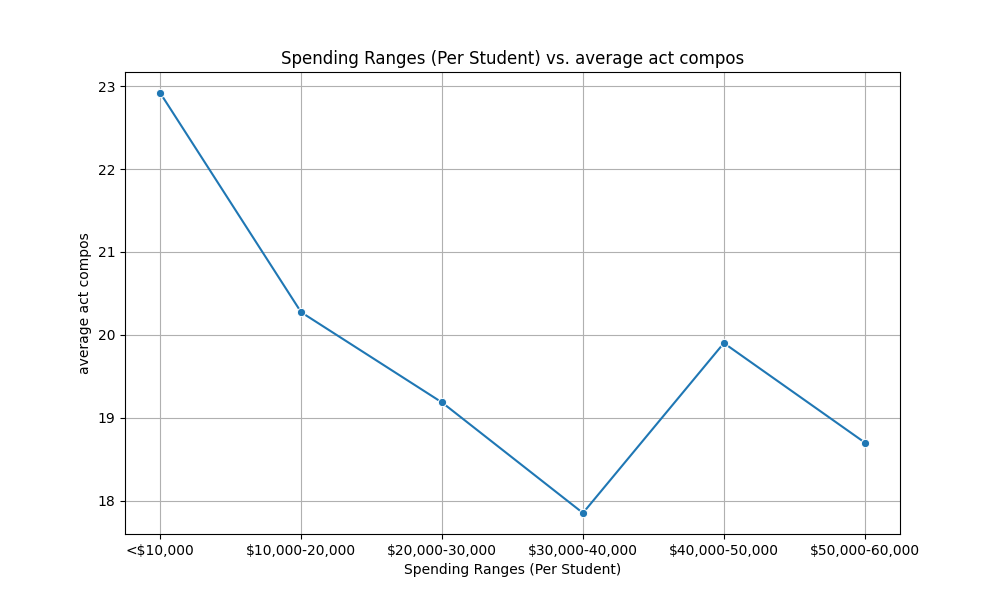 Spending Ranges (Per Student) vs. average act compos
average act compos
23
22
21
20
19
18
<$10,000 $10,000-20,000 $20,000-30,000 $30,000-40,000 $40,000-50,000 $50,000-60,000
Spending Ranges (Per Student)